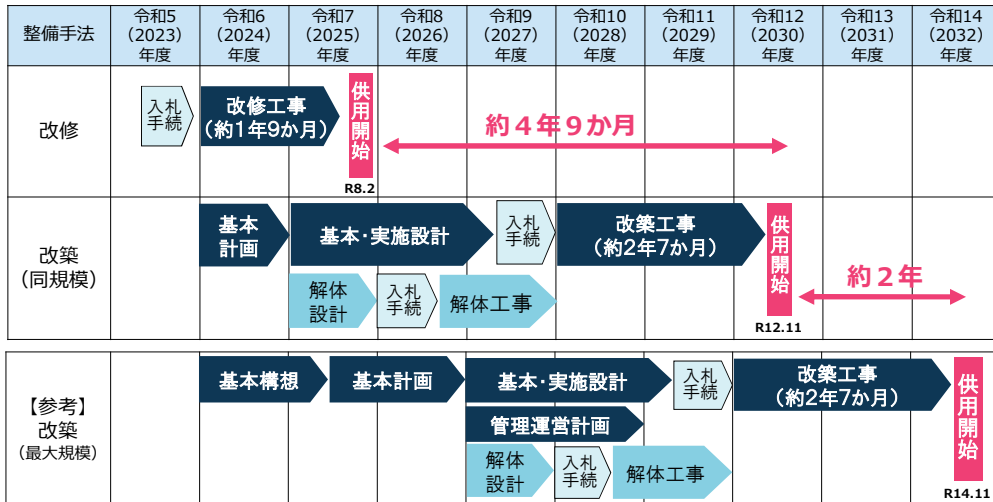 整備手法
令和5
(2023)
年度
令和6
(2024)
年度
令和7
(2025)
年度
令和8
(2026)
年度
令和9
(2027)
年度
令和10
(2028)
年度
令和11
(2029)
年度
令和12
(2030)
年度
令和13
(2031)
年度
令和14
(2032)
年度
改修
入札
手続
改修工事
(約1年9か月)
供用開始
R8.2
約4年9か月
改築
(同規模)
基本
計画
基本・実施設計
入札
手続
改築工事
(約2年7か月)
供用開始
R12.11
約2年
解体
設計
入札
手続
解体工事
【参考】
改築
(最大規模)
基本構想
基本計画
基本・実施設計
入札
手続
改築工事
(約2年7か月)
供用開始
R14.11
管理運営計画
解体
設計
入札
手続
解体工事